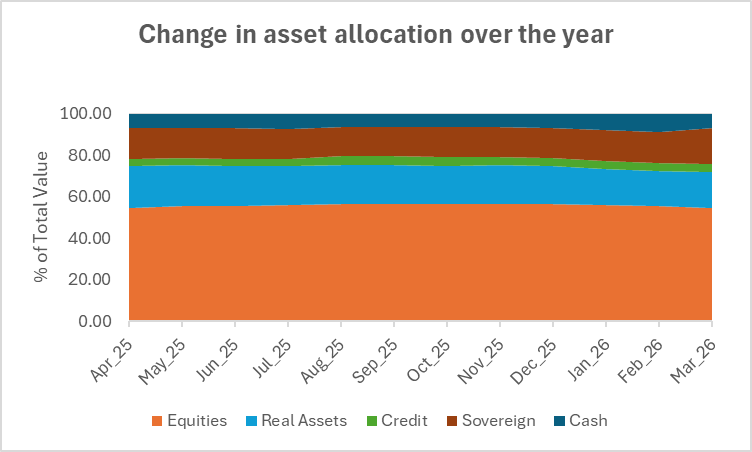 Change in asset allocation over the year
% of Total Value
100.00
80.00
60.00
40.00
20.00
0.00
Apr_25
May_25
Jun_25
Jul_25
Aug_25
Sep_25
Oct_25
Nov_25
Dec_25
Jan_26
Feb_26
Mar_26
Equities Real Assets Credit Sovereign Cash